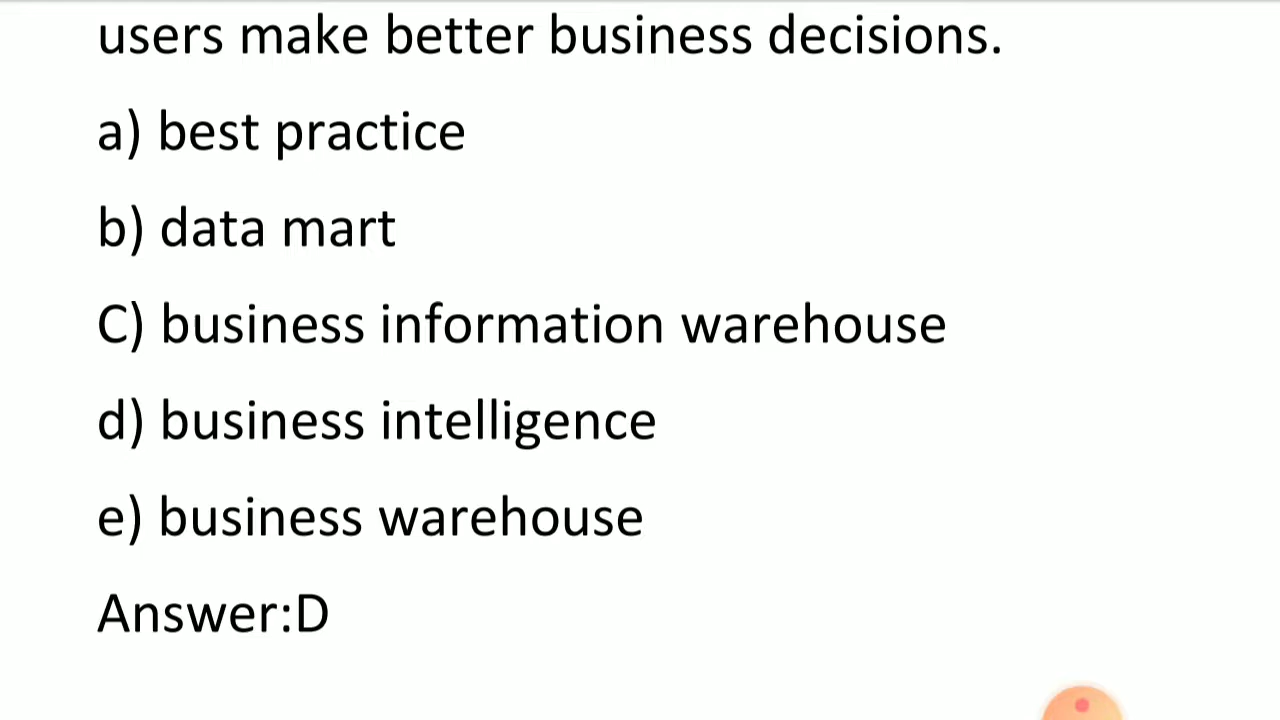 users make better business decisions.
a) best practice
b) data mart
C) business information warehouse
d) business intelligence
e) business warehouse
Answer:D